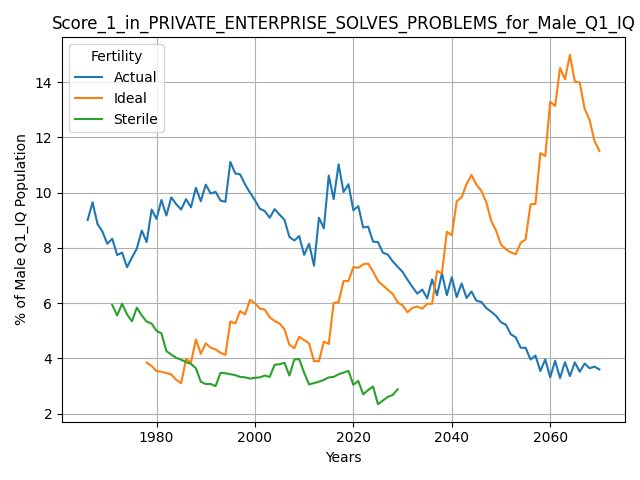 Score_1_in_PRIVATE_ENTERPRISE_SOLVES_PROBLEMS_for_Male_Q1_IQ
Fertility
Actual
Ideal
Sterile
% of Male Q1_IQ Population
14
12
10
8
6
4
2
1980
2000
2020
2040
2060
Years